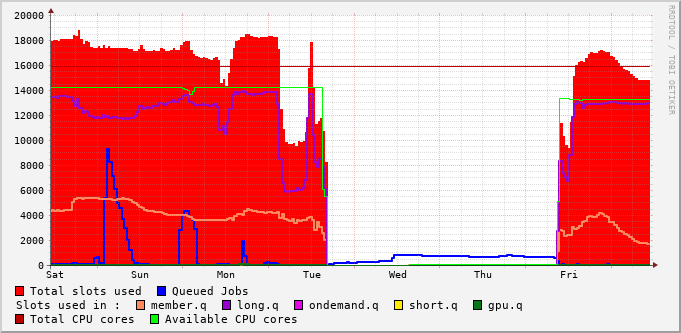 20000
18000
16000
14000
12000
10000
8000
6000
4000
2000
0
Sat Sun Mon Tue Wed Thu Fri
RRDTOOL / TOBI OETIKER
Total slots used Queued Jobs
Slots used in : member.q long.q ondemand.q short.q gpu.q
Total CPU cores Available CPU cores